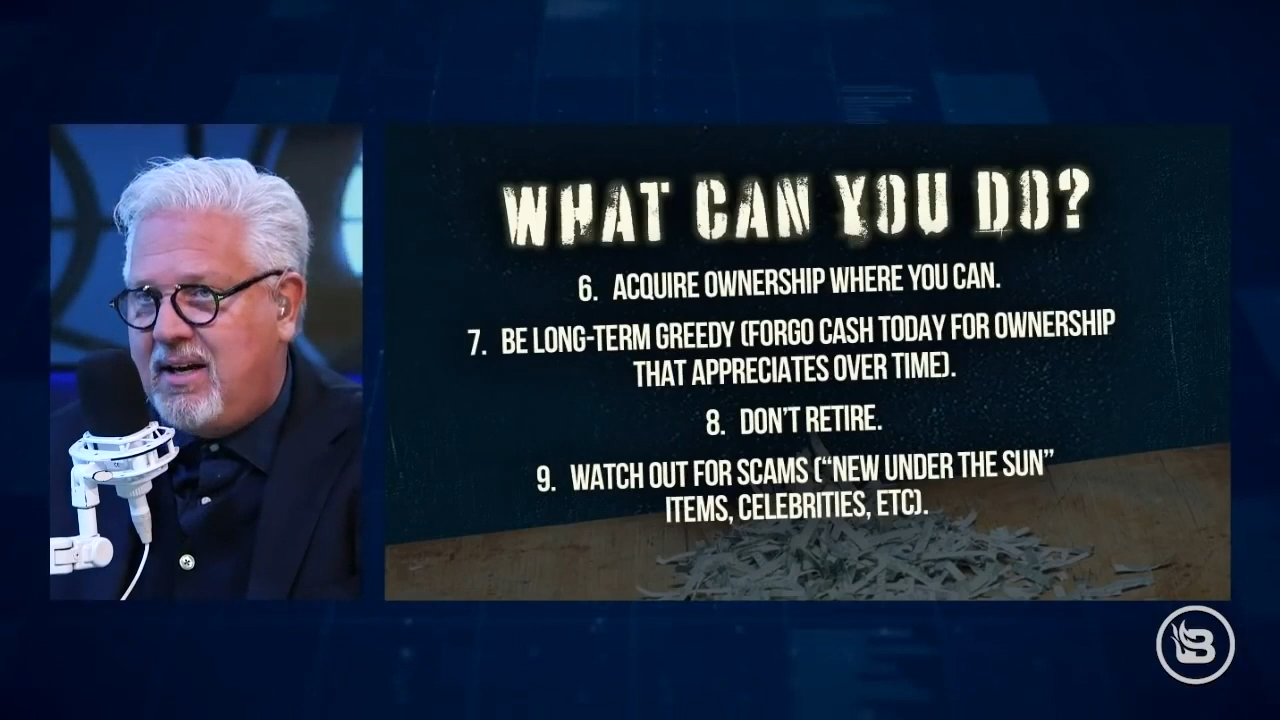 WHAT CAN YOU DO?
6. ACQUIRE OWNERSHIP WHERE YOU CAN.
7. BE LONG-TERM GREEDY (FORGO CASH TODAY FOR OWNERSHIP
THAT APPRECIATES OVER TIME).
8. DON'T RETIRE.
9. WATCH OUT FOR SCAMS (“NEW UNDER THE SUN”
ITEMS, CELEBRITIES, ETC).
B